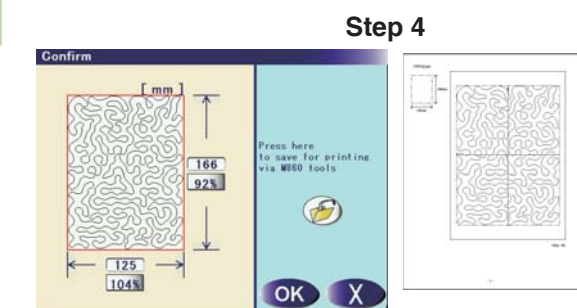 Step 4
Confirm
[ mm ]
166
92%
Press here
to save for printing
via M860 tools
125
104%
OK X